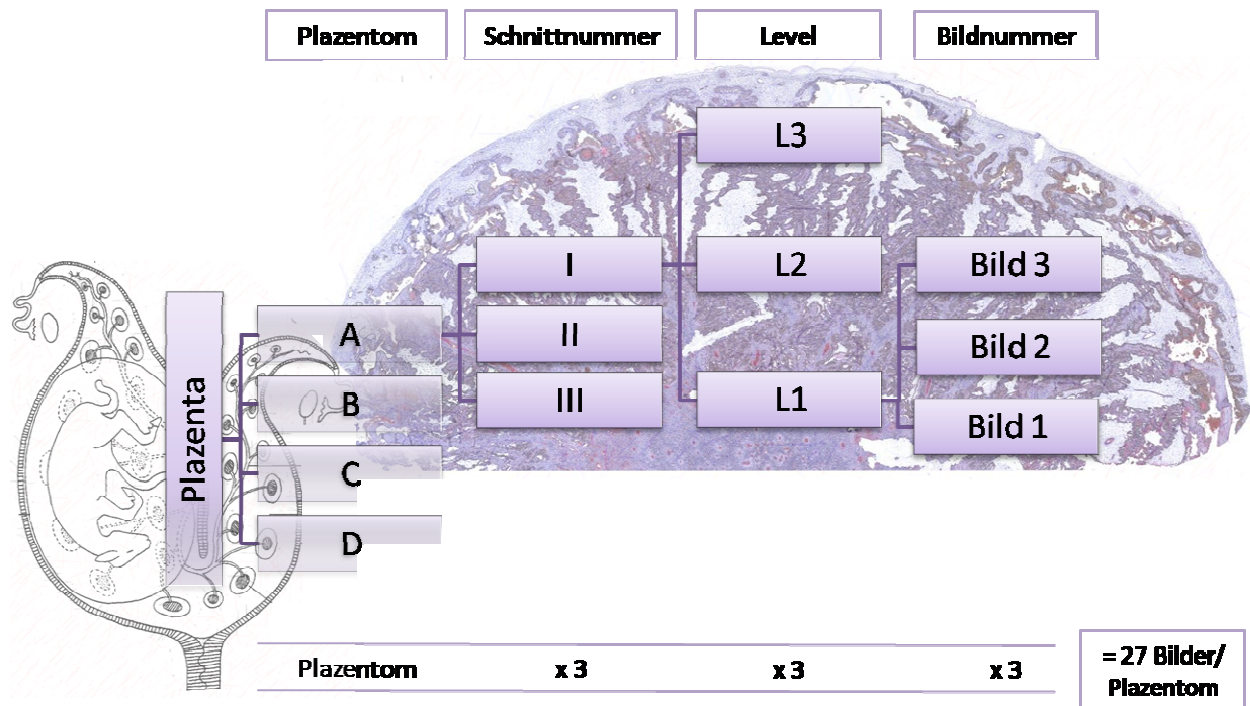 Plazentom Schnittnummer Level Bildnummer
L3
I L2 Bild 3
A II Bild 2
B III L1 Bild 1
C
D
Plazenta
Plazentom x 3 x 3 x 3
= 27 Bilder/
Plazentom